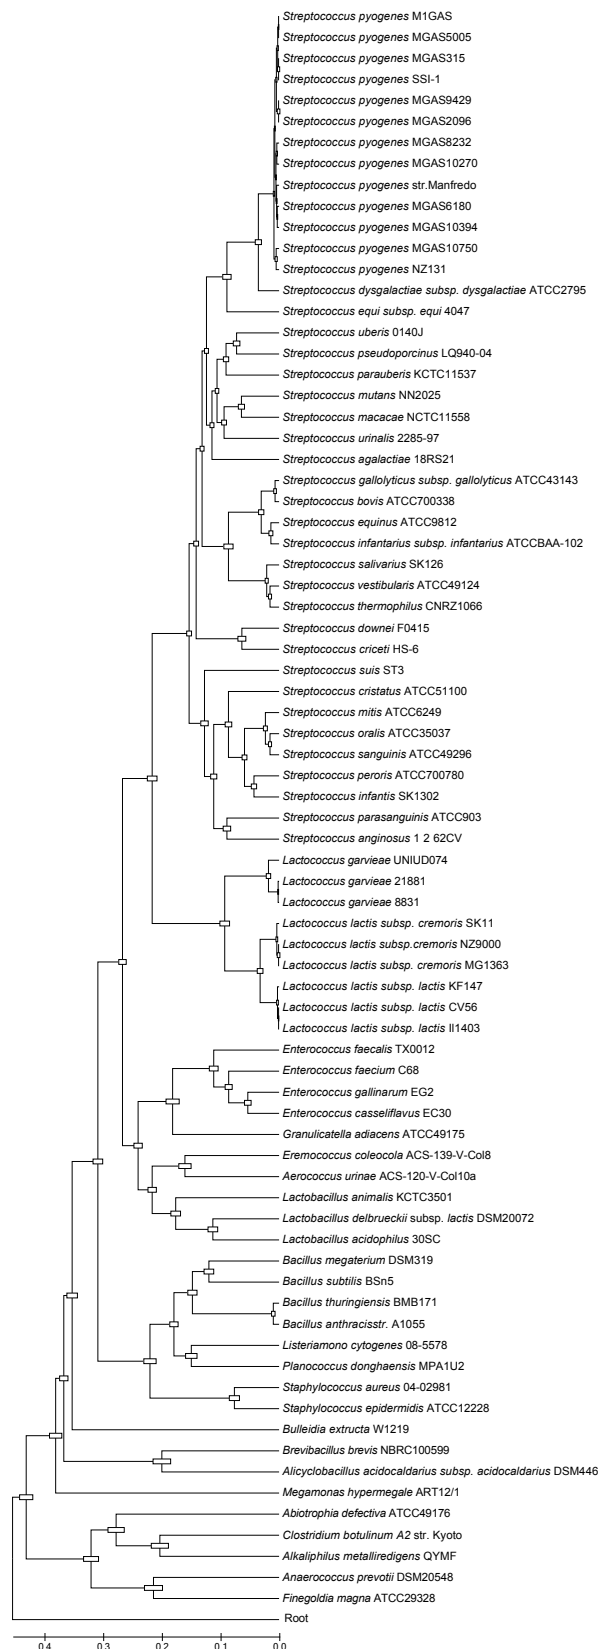 Streptococcus pyogenes M1GAS
Streptococcus pyogenes MGAS5005
Streptococcus pyogenes MGAS315
Streptococcus pyogenes SSI-1
Streptococcus pyogenes MGAS9429
Streptococcus pyogenes MGAS2096
Streptococcus pyogenes MGAS8232
Streptococcus pyogenes MGAS10270
Streptococcus pyogenes str.Manfredo
Streptococcus pyogenes MGAS6180
Streptococcus pyogenes MGAS10394
Streptococcus pyogenes MGAS10750
Streptococcus pyogenes NZ131
Streptococcus dysgalactiae subsp. dysgalactiae ATCC2795
Streptococcus equi subsp. equi 4047
Streptococcus uberis 0140J
Streptococcus pseudoporcinus LQ940-04
Streptococcus parauberis KCTC11537
Streptococcus mutans NN2025
Streptococcus macacae NCTC11558
Streptococcus urinalis 2285-97
Streptococcus agalactiae 18RS21
Streptococcus gallolyticus subsp. gallolyticus ATCC43143
Streptococcus bovis ATCC700338
Streptococcus equinus ATCC9812
Streptococcus infantarius subsp. infantarius ATCCBAA-102
Streptococcus salivarius SK126
Streptococcus vestibularis ATCC49124
Streptococcus thermophilus CNRZ1066
Streptococcus downei F0415
Streptococcus criceti HS-6
Streptococcus suis ST3
Streptococcus cristatus ATCC51100
Streptococcus mitis ATCC6249
Streptococcus oralis ATCC35037
Streptococcus sanguinis ATCC49296
Streptococcus peroris ATCC700780
Streptococcus infantis SK1302
Streptococcus parasanguinis ATCC903
Streptococcus anginosus 1 2 62CV
Lactococcus garvieae UNIUD074
Lactococcus garvieae 21881
Lactococcus garvieae 8831
Lactococcus lactis subsp. cremoris SK11
Lactococcus lactis subsp.cremoris NZ9000
Lactococcus lactis subsp. cremoris MG1363
Lactococcus lactis subsp. lactis KF147
Lactococcus lactis subsp. lactis CV56
Lactococcus lactis subsp. lactis Il1403
Enterococcus faecalis TX0012
Enterococcus faecium C68
Enterococcus gallinarum EG2
Enterococcus casseliflavus EC30
Granulicatella adiacens ATCC49175
Eremococcus coleocola ACS-139-V-Col8
Aerococcus urinae ACS-120-V-Col10a
Lactobacillus animalis KCTC3501
Lactobacillus delbrueckii subsp. lactis DSM20072
Lactobacillus acidophilus 30SC
Bacillus megaterium DSM319
Bacillus subtilis BSn5
Bacillus thuringiensis BMB171
Bacillus anthracisstr. A1055
Listeriamono cytogenes 08-5578
Planococcus donghaensis MPA1U2
Staphylococcus aureus 04-02981
Staphylococcus epidermidis ATCC12228
Bulleidia extructa W1219
Brevibacillus brevis NBRC100599
Alicyclobacillus acidocaldarius subsp. acidocaldarius DSM446
Megamonas hypermegale ART12/1
Abiotrophia defectiva ATCC49176
Clostridium botulinum A2 str. Kyoto
Alkaliphilus metalliredigens QYMF
Anaerococcus prevotii DSM20548
Finegoldia magna ATCC29328
Root
0.4 0.3 0.2 0.1 0.0